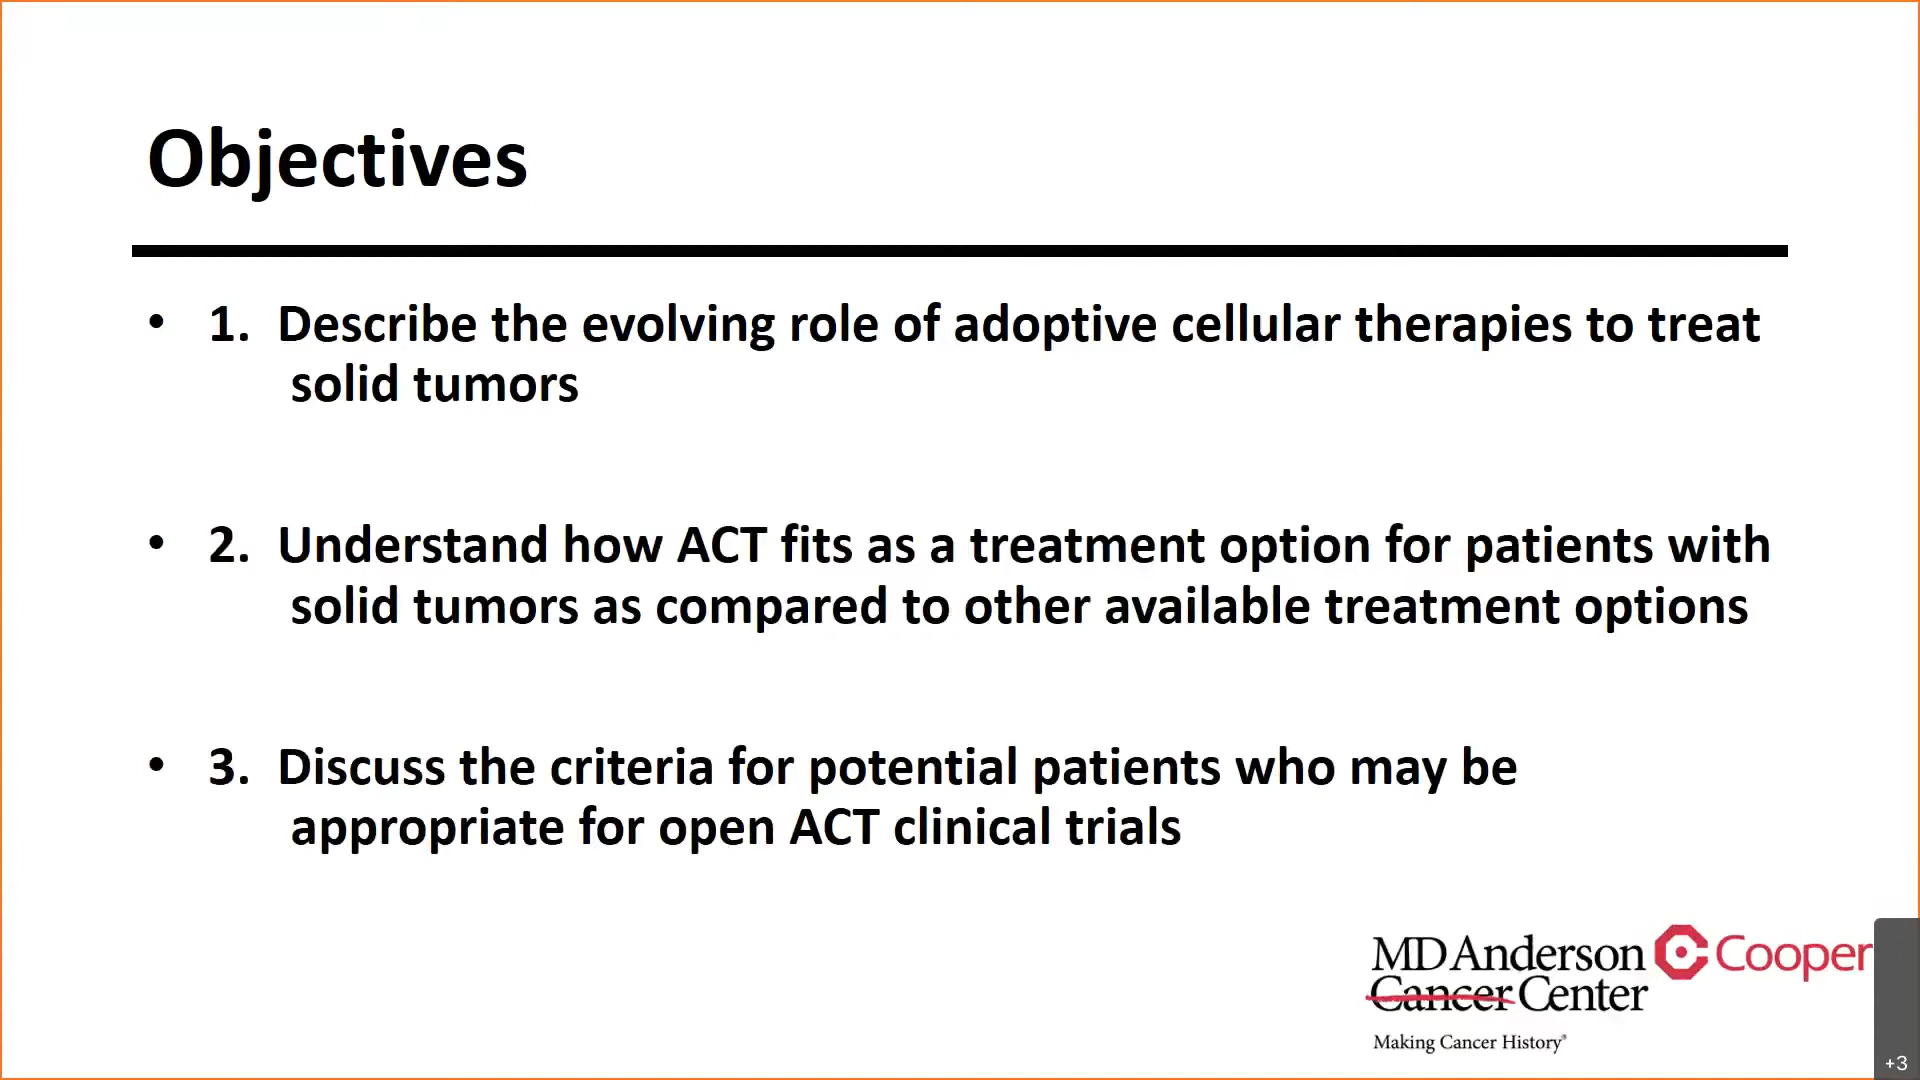 Objectives
• 1. Describe the evolving role of adoptive cellular therapies to treat
solid tumors
• 2. Understand how ACT fits as a treatment option for patients with
solid tumors as compared to other available treatment options
• 3. Discuss the criteria for potential patients who may be
appropriate for open ACT clinical trials
MD Anderson Cooper
Cancer Center
Making Cancer History®
+3